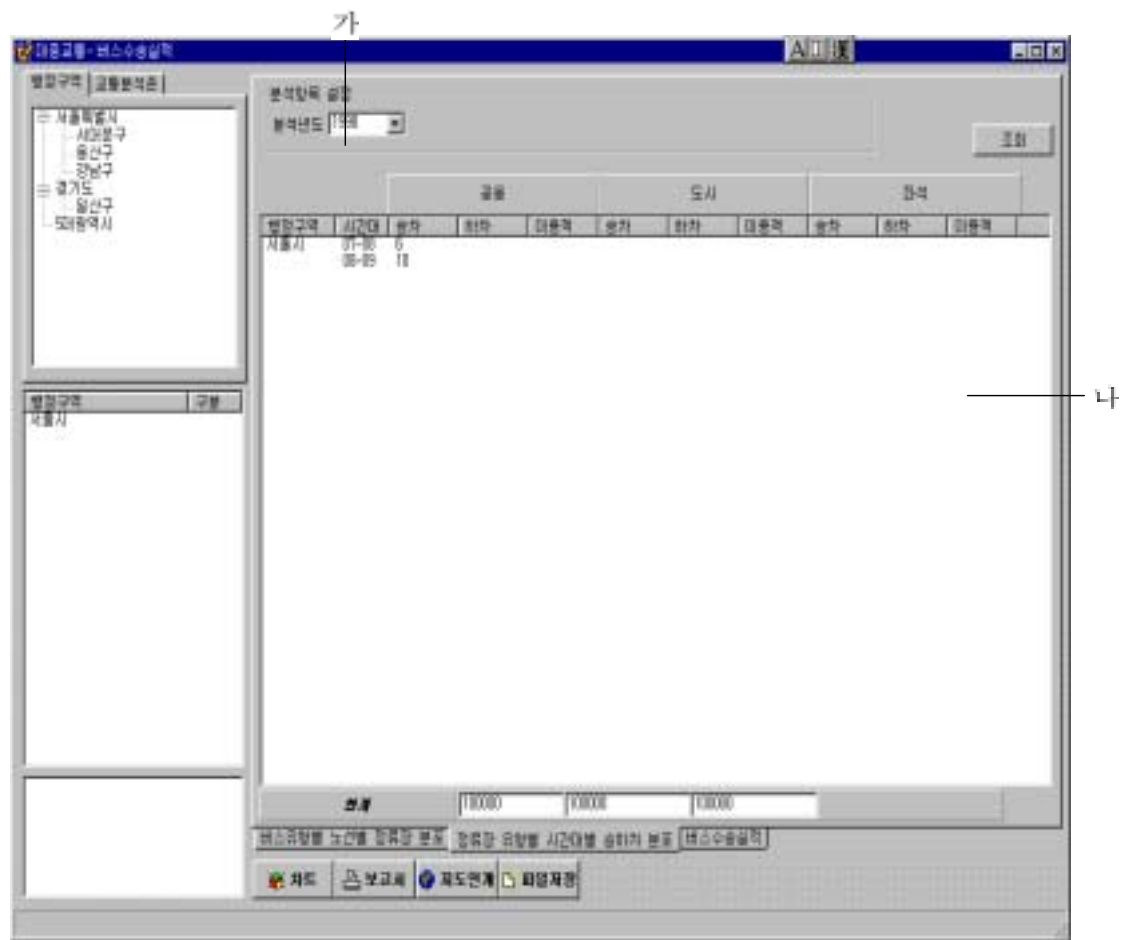 가
대중교통- 버스수송실적
A 漢
행정구역 교통분석존
분석항목 설정
서울특별시
서대문구
용산구
강남구
경기도
일산구
5대광역시
분석년도 1998
조회
공용 도시 좌석
행정구역 시간대 승차 하차 이용객 승차 하차 이용객 승차 하차 이용객
서울시 07-08 6
08-09 10
나
행정구역 구분
서울시
합계 100000 100000 100000
버스유형별 노선별 정류장 분포 정류장 유형별 시간대별 승하차 분포 버스수송실적
차트 보고서 지도연계 파일저장